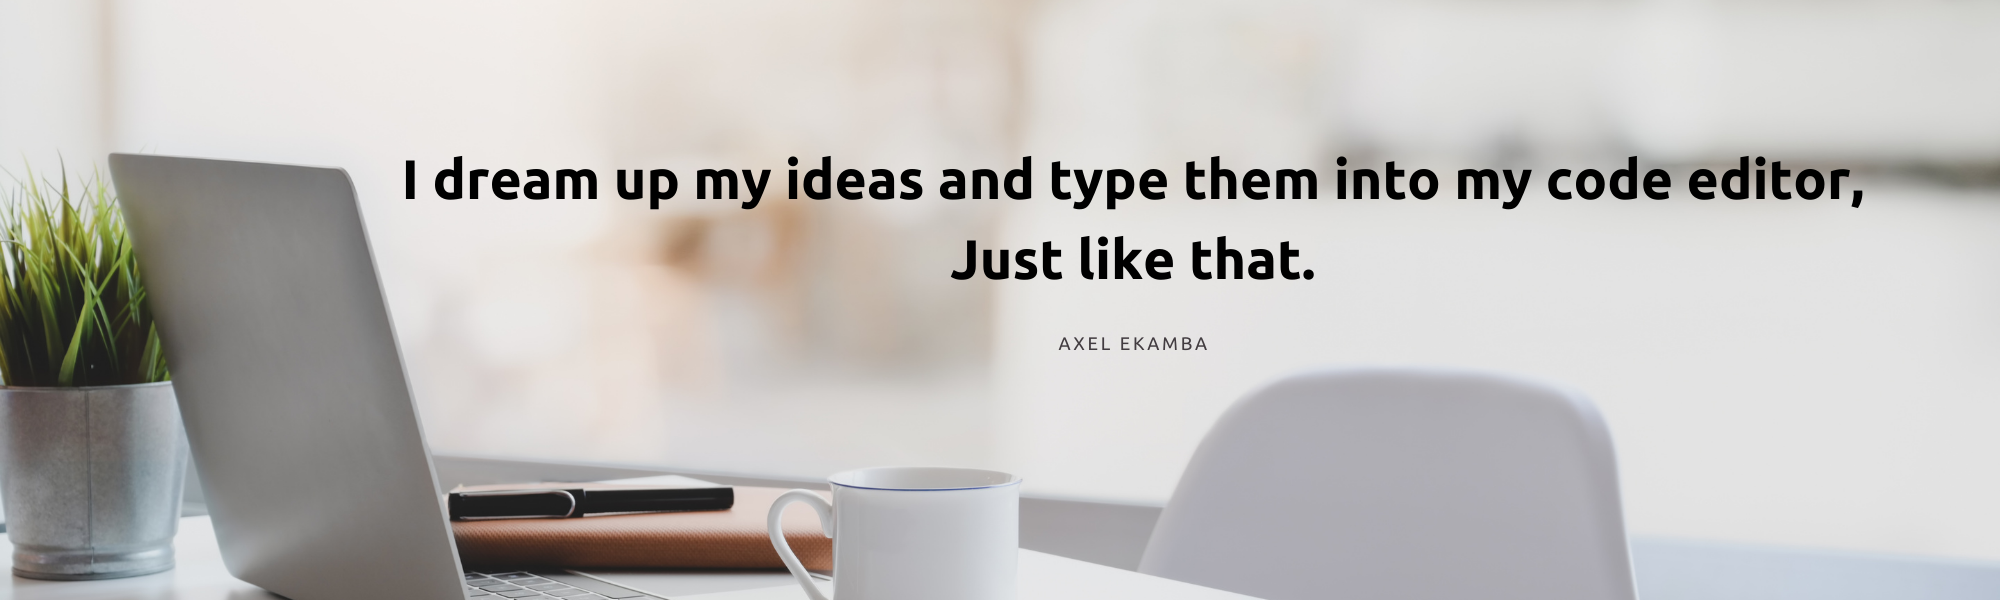 I dream up my ideas and type them into my code editor,
Just like that.
AXEL EKAMBA